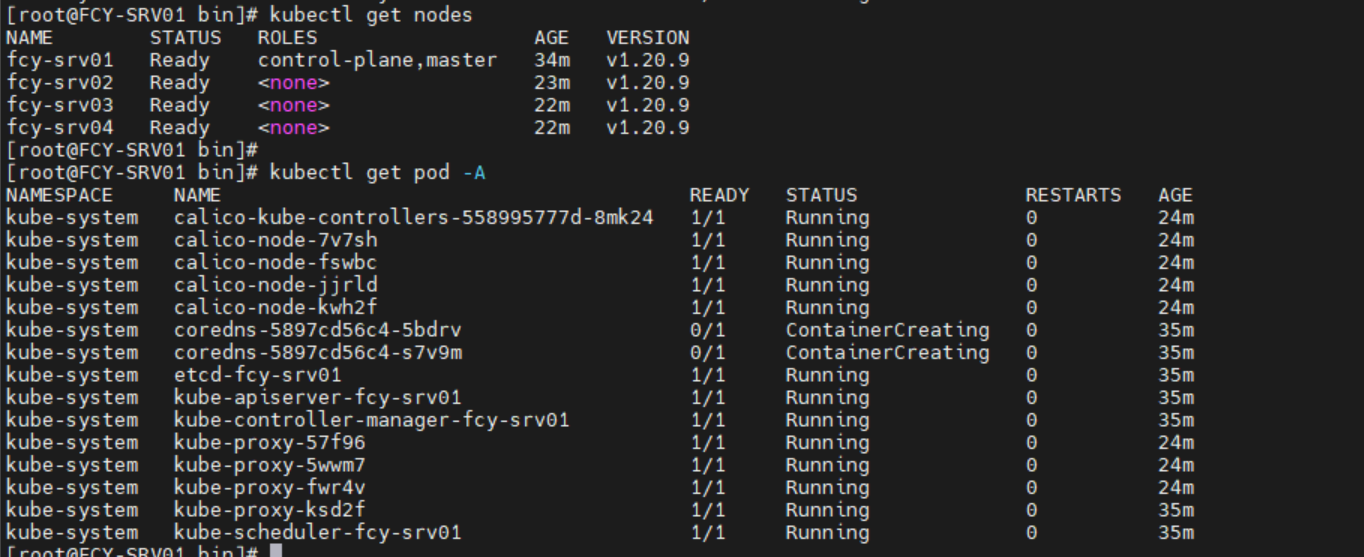 [root@FCY-SRV01 bin]# kubectl get nodes
NAME STATUS ROLES AGE VERSION
fcy-srv01 Ready control-plane,master 34m v1.20.9
fcy-srv02 Ready <none> 23m v1.20.9
fcy-srv03 Ready <none> 22m v1.20.9
fcy-srv04 Ready <none> 22m v1.20.9
[root@FCY-SRV01 bin]#
[root@FCY-SRV01 bin]# kubectl get pod -A
NAMESPACE NAME READY STATUS RESTARTS AGE
kube-system calico-kube-controllers-558995777d-8mk24 1/1 Running 0 24m
kube-system calico-node-7v7sh 1/1 Running 0 24m
kube-system calico-node-fswbc 1/1 Running 0 24m
kube-system calico-node-jjrld 1/1 Running 0 24m
kube-system calico-node-kwh2f 1/1 Running 0 24m
kube-system coredns-5897cd56c4-5bdrv 0/1 ContainerCreating 0 35m
kube-system coredns-5897cd56c4-s7v9m 0/1 ContainerCreating 0 35m
kube-system etcd-fcy-srv01 1/1 Running 0 35m
kube-system kube-apiserver-fcy-srv01 1/1 Running 0 35m
kube-system kube-controller-manager-fcy-srv01 1/1 Running 0 35m
kube-system kube-proxy-57f96 1/1 Running 0 24m
kube-system kube-proxy-5wwm7 1/1 Running 0 24m
kube-system kube-proxy-fwr4v 1/1 Running 0 24m
kube-system kube-proxy-ksd2f 1/1 Running 0 35m
kube-system kube-scheduler-fcy-srv01 1/1 Running 0 35m
[root@FCY-SRV01 bin]#